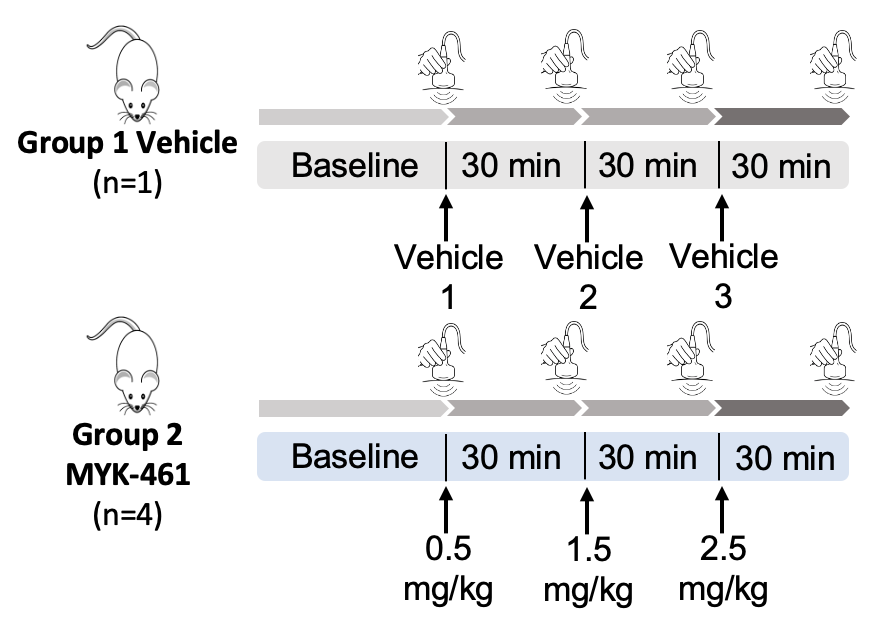 Group 1 Vehicle
(n=1)
Baseline 30 min 30 min 30 min
Vehicle Vehicle Vehicle
1 2 3
Group 2
MYK-461
(n=4)
Baseline 30 min 30 min 30 min
0.5 1.5 2.5
mg/kg mg/kg mg/kg